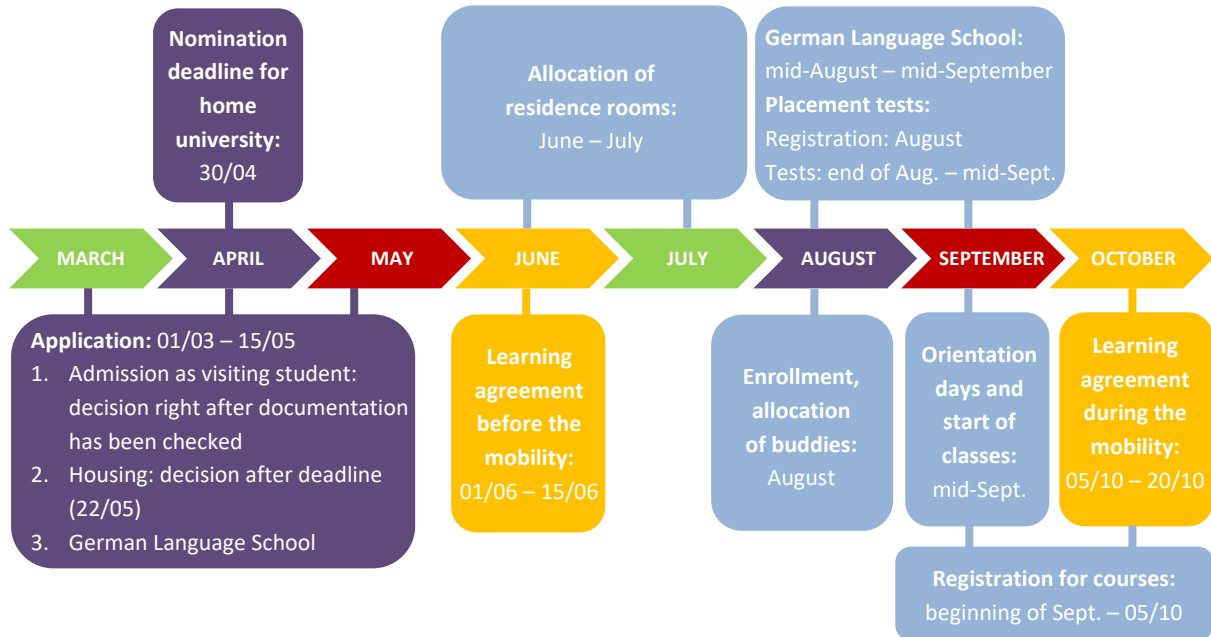 Nomination
deadline for
home
university:
30/04
Allocation of
residence rooms:
June – July
German Language School:
mid-August – mid-September
Placement tests:
Registration: August
Tests: end of Aug. – mid-Sept.
MARCH
APRIL
MAY
JUNE
JULY
AUGUST
SEPTEMBER
OCTOBER
Application: 01/03 – 15/05
1. Admission as visiting student:
decision right after documentation
has been checked
2. Housing: decision after deadline
(22/05)
3. German Language School
Learning
agreement
before the
mobility:
01/06 – 15/06
Enrollment,
allocation
of buddies:
August
Orientation
days and
start of
classes:
mid-Sept.
Learning
agreement
during the
mobility:
05/10 – 20/10
Registration for courses:
beginning of Sept. – 05/10